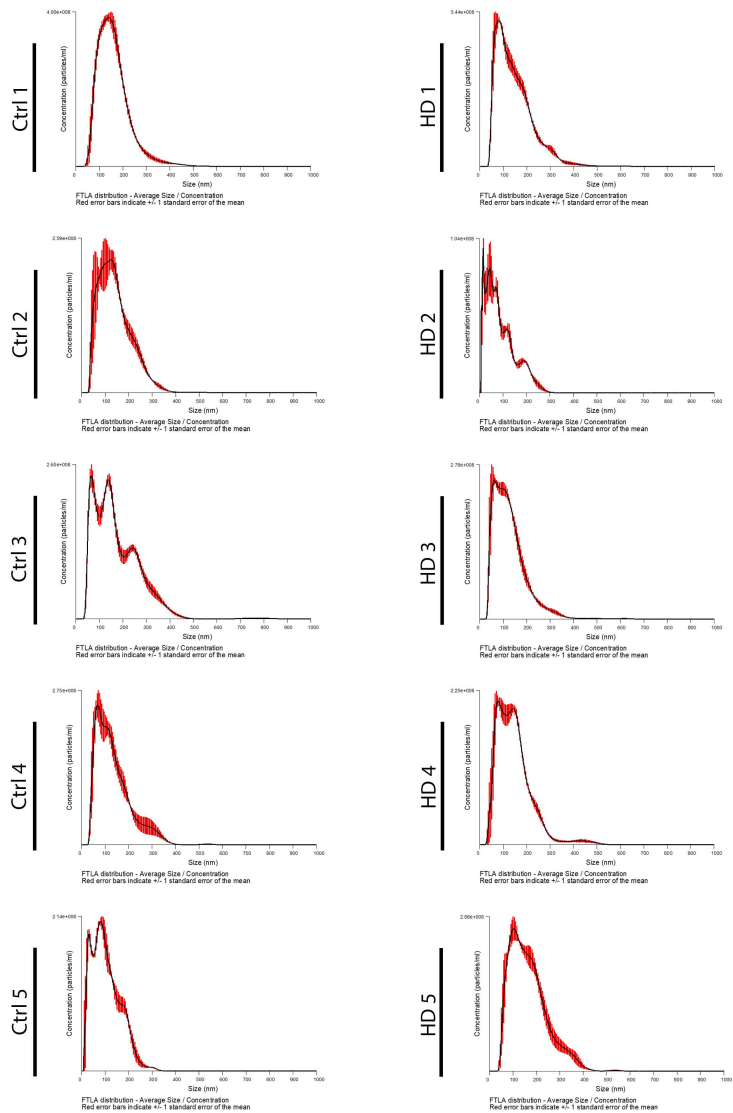 Ctrl 1
4.00e+008
Concentration (particles/ml)
0 100 200 300 400 500 600 700 800 900 1000
Size (nm)
FTLA distribution - Average Size / Concentration
Red error bars indicate +/- 1 standard error of the mean
HD 1
3.44e+008
Concentration (particles/ml)
0 100 200 300 400 500 600 700 800 900 1000
Size (nm)
FTLA distribution - Average Size / Concentration
Red error bars indicate +/- 1 standard error of the mean
Ctrl 2
2.59e+008
Concentration (particles/ml)
0 100 200 300 400 500 600 700 800 900 1000
Size (nm)
FTLA distribution - Average Size / Concentration
Red error bars indicate +/- 1 standard error of the mean
HD 2
1.04e+008
Concentration (particles/ml)
0 100 200 300 400 500 600 700 800 900 1000
Size (nm)
FTLA distribution - Average Size / Concentration
Red error bars indicate +/- 1 standard error of the mean
Ctrl 3
2.65e+008
Concentration (particles/ml)
0 100 200 300 400 500 600 700 800 900 1000
Size (nm)
FTLA distribution - Average Size / Concentration
Red error bars indicate +/- 1 standard error of the mean
HD 3
2.78e+008
Concentration (particles/ml)
0 100 200 300 400 500 600 700 800 900 1000
Size (nm)
FTLA distribution - Average Size / Concentration
Red error bars indicate +/- 1 standard error of the mean
Ctrl 4
2.75e+008
Concentration (particles/ml)
0 100 200 300 400 500 600 700 800 900 1000
Size (nm)
FTLA distribution - Average Size / Concentration
Red error bars indicate +/- 1 standard error of the mean
HD 4
2.25e+008
Concentration (particles/ml)
0 100 200 300 400 500 600 700 800 900 1000
Size (nm)
FTLA distribution - Average Size / Concentration
Red error bars indicate +/- 1 standard error of the mean
Ctrl 5
2.14e+008
Concentration (particles/ml)
0 100 200 300 400 500 600 700 800 900 1000
Size (nm)
FTLA distribution - Average Size / Concentration
Red error bars indicate +/- 1 standard error of the mean
HD 5
2.88e+008
Concentration (particles/ml)
0 100 200 300 400 500 600 700 800 900 1000
Size (nm)
FTLA distribution - Average Size / Concentration
Red error bars indicate +/- 1 standard error of the mean